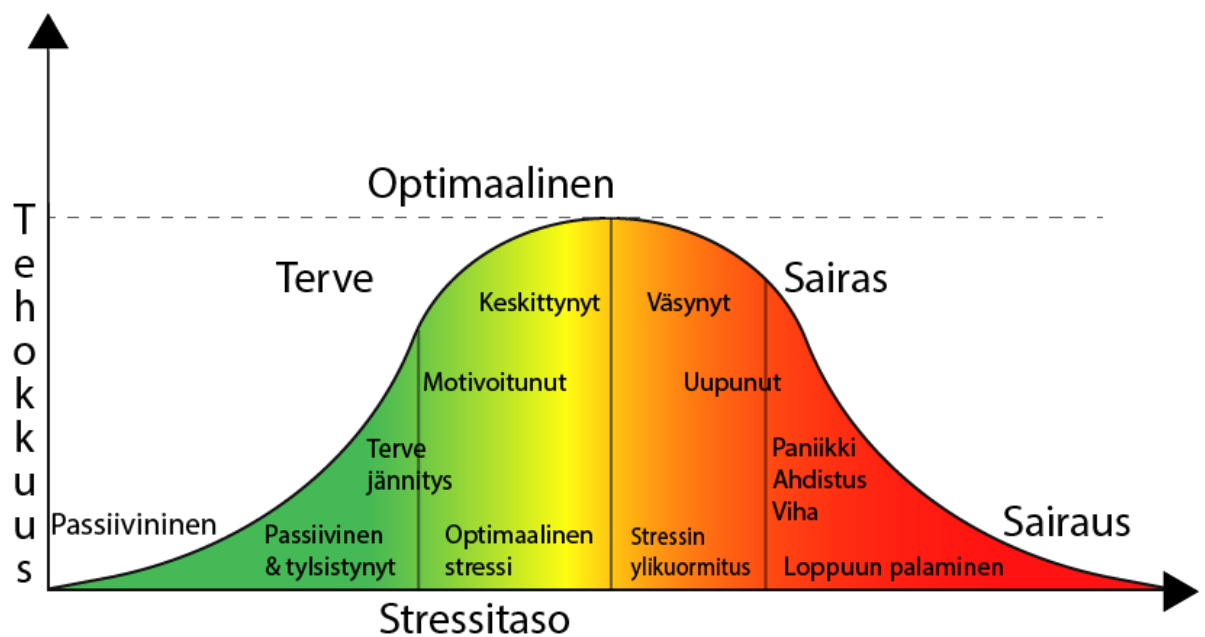 Optimaalinen
Tehokkuus
Terve
Sairas
Keskittynyt
Väsynyt
Motivoitunut
Uupunut
Terve
jännitys
Paniikki
Ahdistus
Viha
Passiivininen
Sairaus
Passiivinen
& tylsistynyt
Optimaalinen
stressi
Stressin
ylikuormitus
Loppuun palaminen
Stressitaso